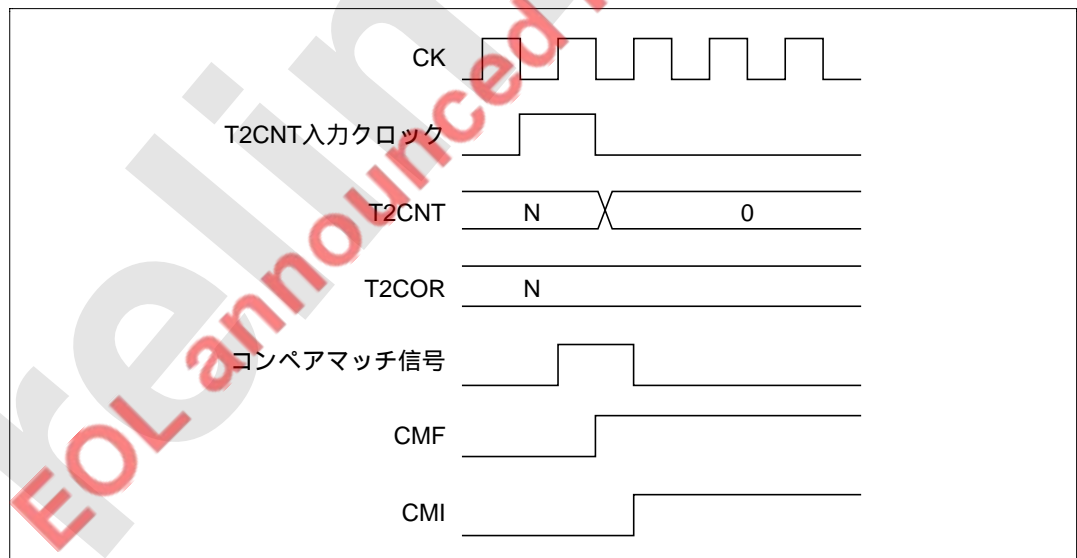 CK
T2CNT入力クロック
T2CNT N 0
T2COR N
コンペアマッチ信号
CMF
CMI
EOL announced